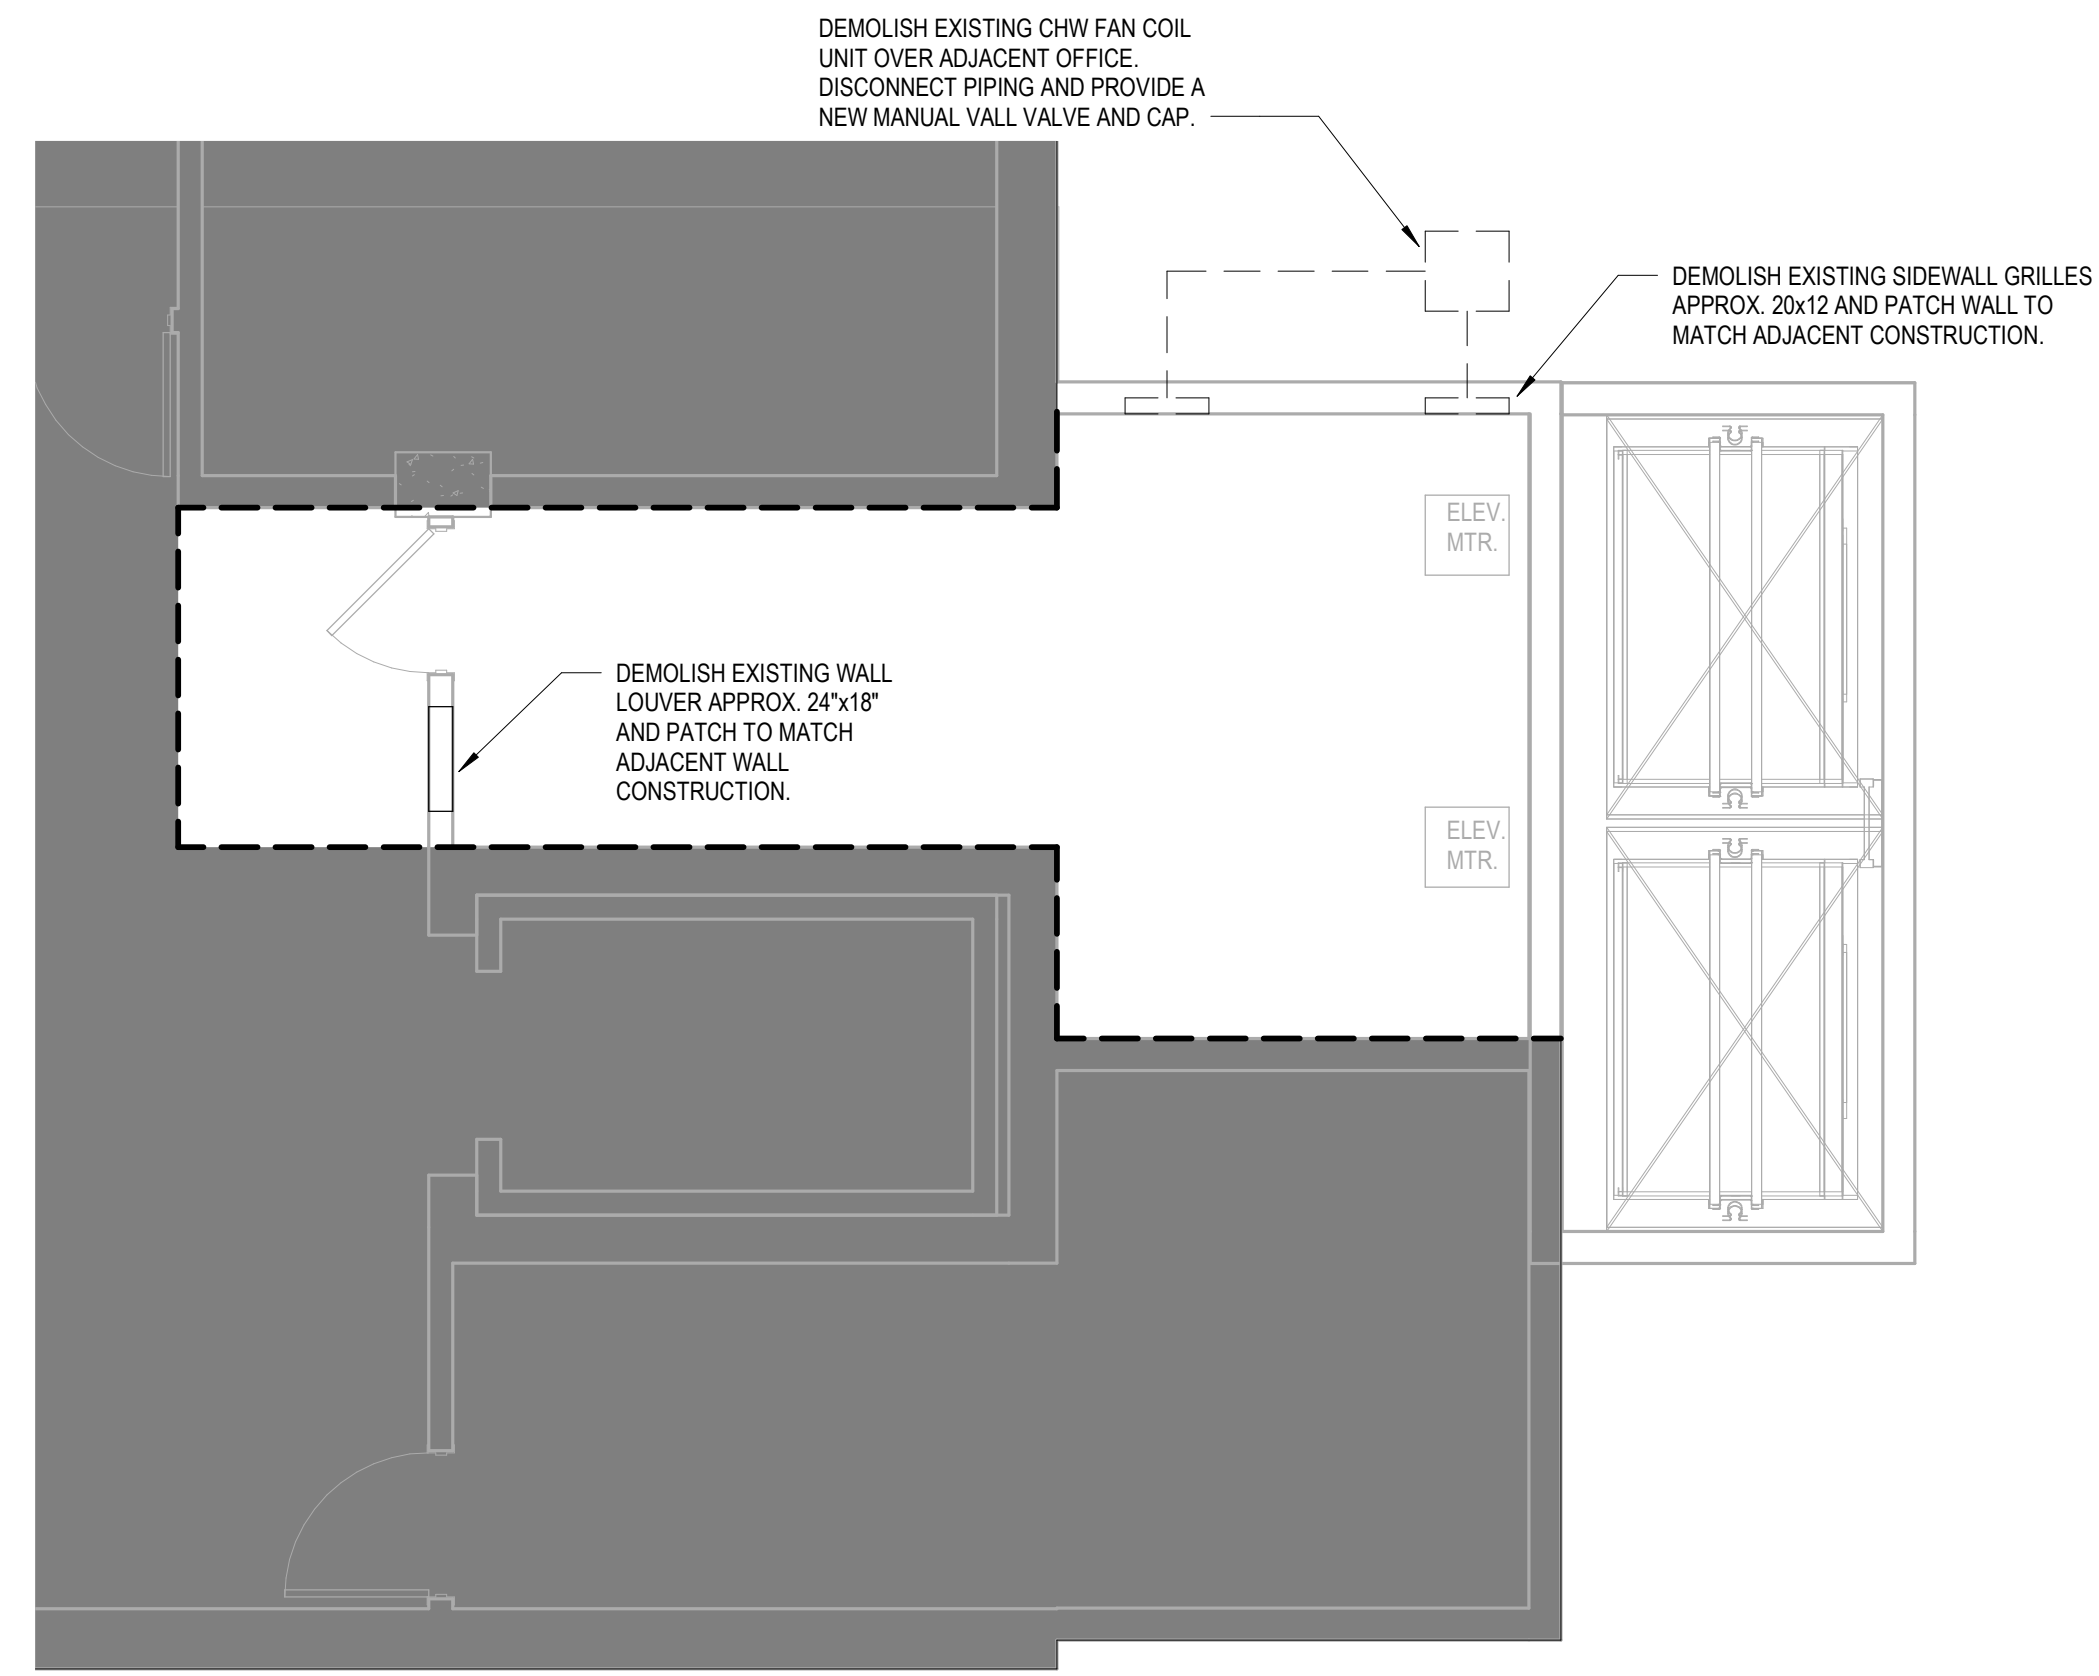 DEMOLISH EXISTING CHW FAN COIL
UNIT OVER ADJACENT OFFICE.
DISCONNECT PIPING AND PROVIDE A
NEW MANUAL VALL VALVE AND CAP.
DEMOLISH EXISTING SIDEWALL GRILLES
APPROX. 20x12 AND PATCH WALL TO
MATCH ADJACENT CONSTRUCTION.
ELEV.
MTR.
DEMOLISH EXISTING WALL
LOUVER APPROX. 24"x18"
AND PATCH TO MATCH
ADJACENT WALL
CONSTRUCTION.
ELEV.
MTR.